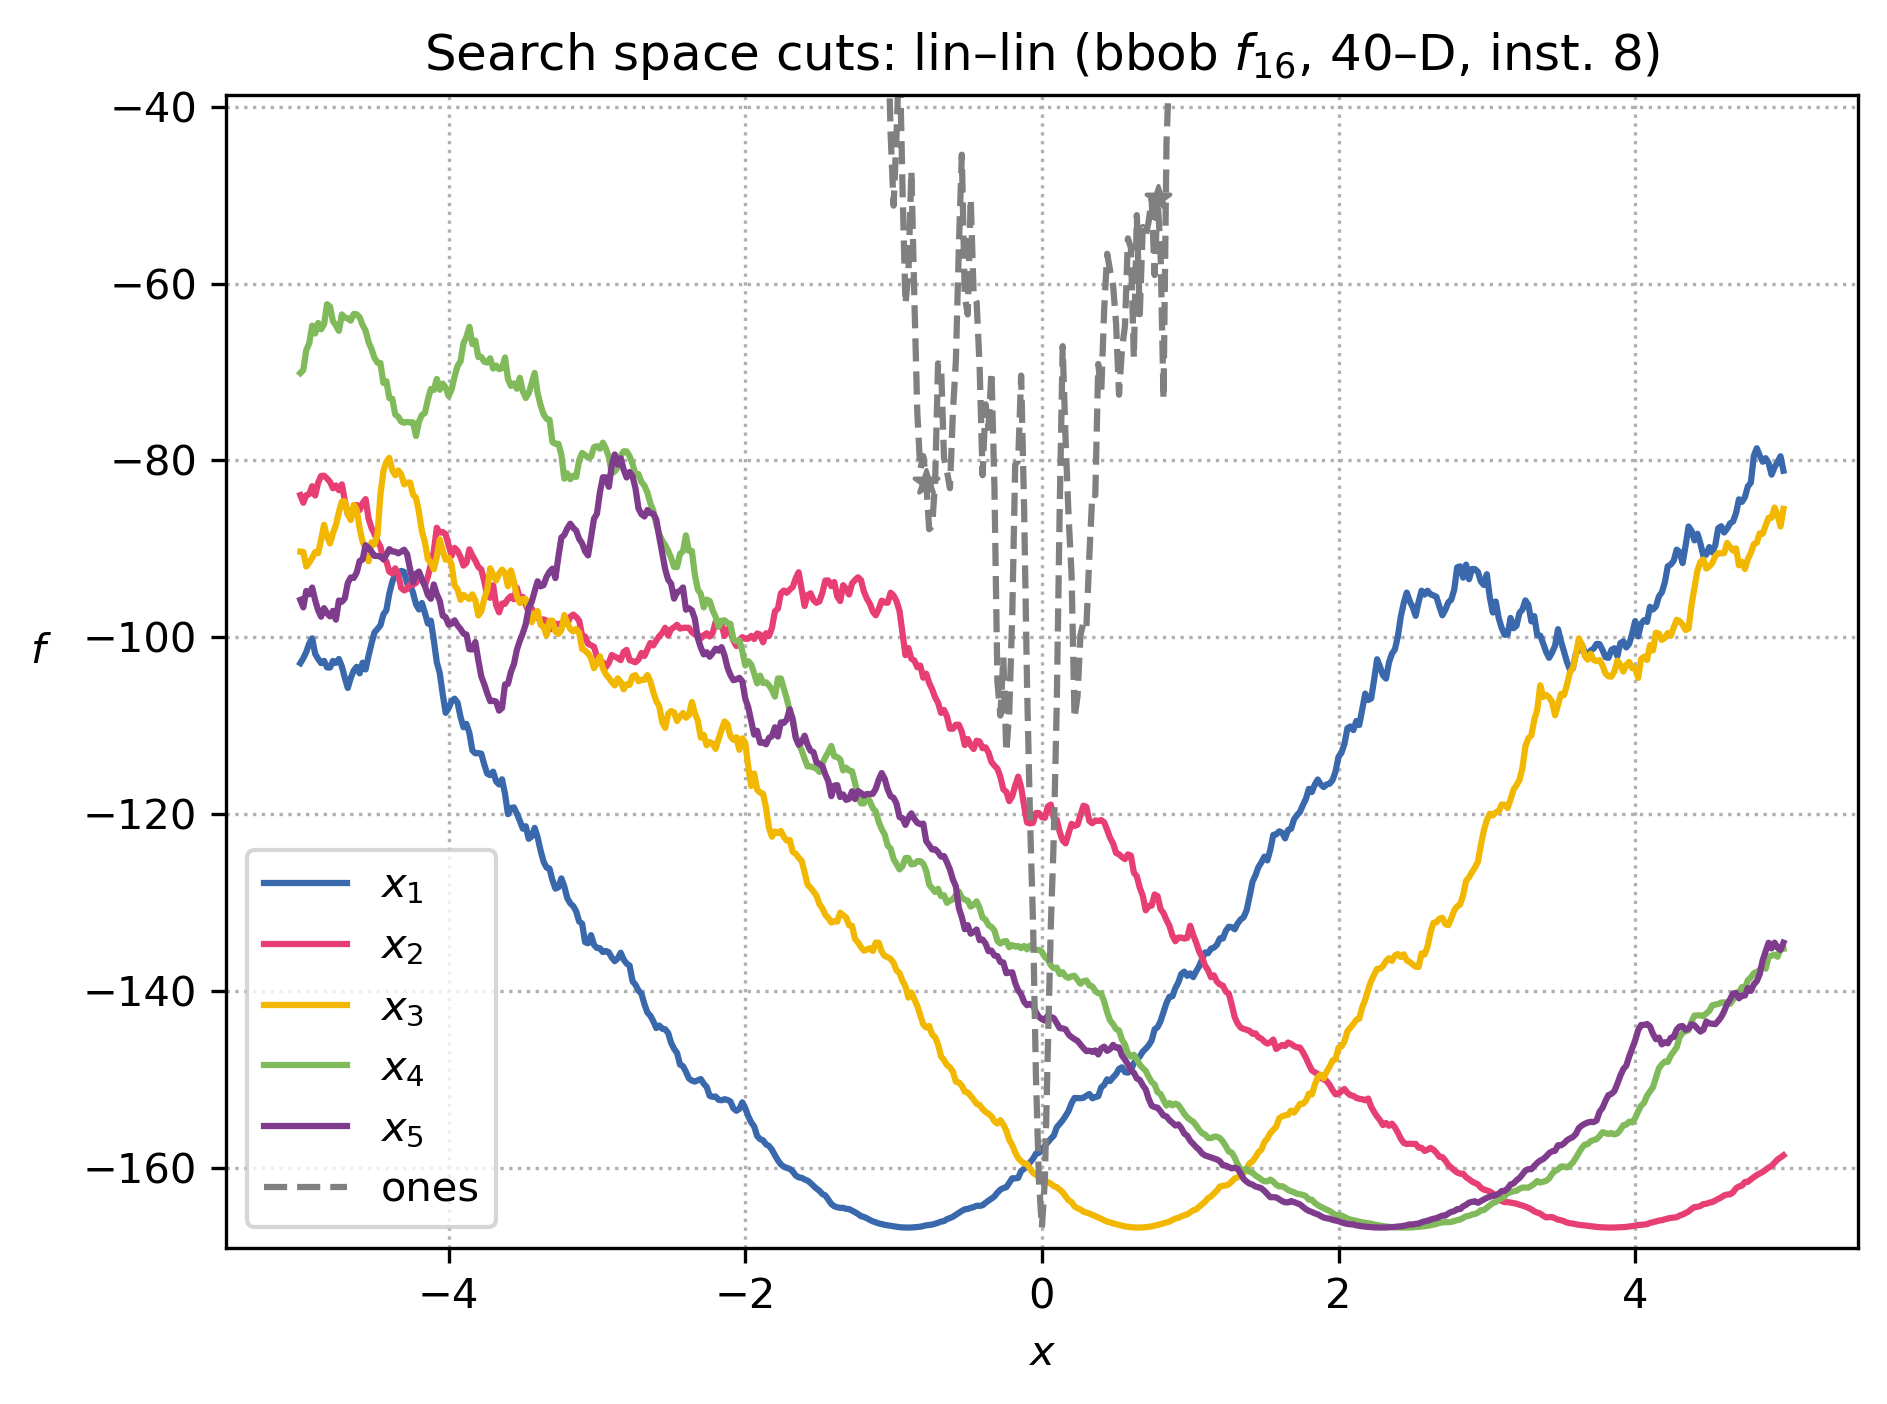 Search space cuts: lin–lin (bbob f₁₆, 40–D, inst. 8)
−40
−60
−80
−100
−120
−140
−160
f
x₁
x₂
x₃
x₄
x₅
ones
−4
−2
0
2
4
x